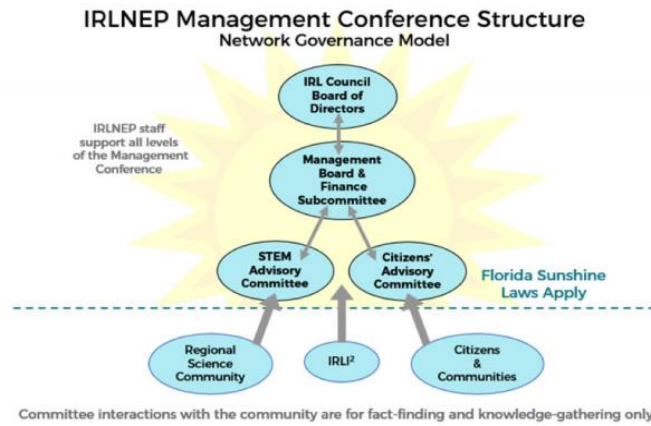 IRLNEP Management Conference Structure
Network Governance Model
IRL Council
Board of
Directors
IRLNEP staff
support all levels
of the Management
Conference
Management
Board &
Finance
Subcommittee
STEM
Advisory
Committee
Citizens'
Advisory
Committee
Florida Sunshine
Laws Apply
Regional
Science
Community
IRLI²
Citizens
&
Communities
Committee interactions with the community are for fact-finding and knowledge-gathering only